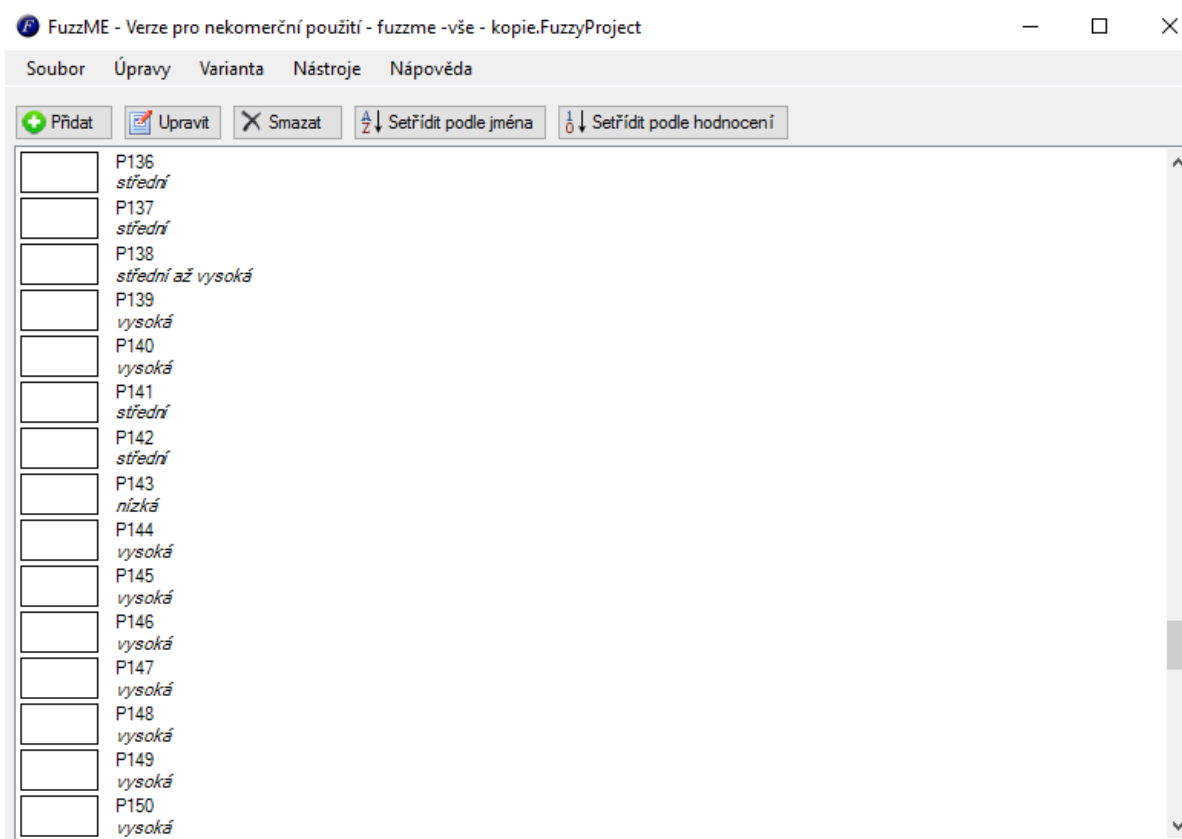 FuzzME - Verze pro nekomerční použití - fuzzme -vše - kopie.FuzzyProject
Soubor Úpravy Varianta Nástroje Nápověda
Přidat Upravit Smazat Setřídit podle jména Setřídit podle hodnocení
P136
střední
P137
střední
P138
střední až vysoká
P139
vysoká
P140
vysoká
P141
střední
P142
střední
P143
nízká
P144
vysoká
P145
vysoká
P146
vysoká
P147
vysoká
P148
vysoká
P149
vysoká
P150
vysoká